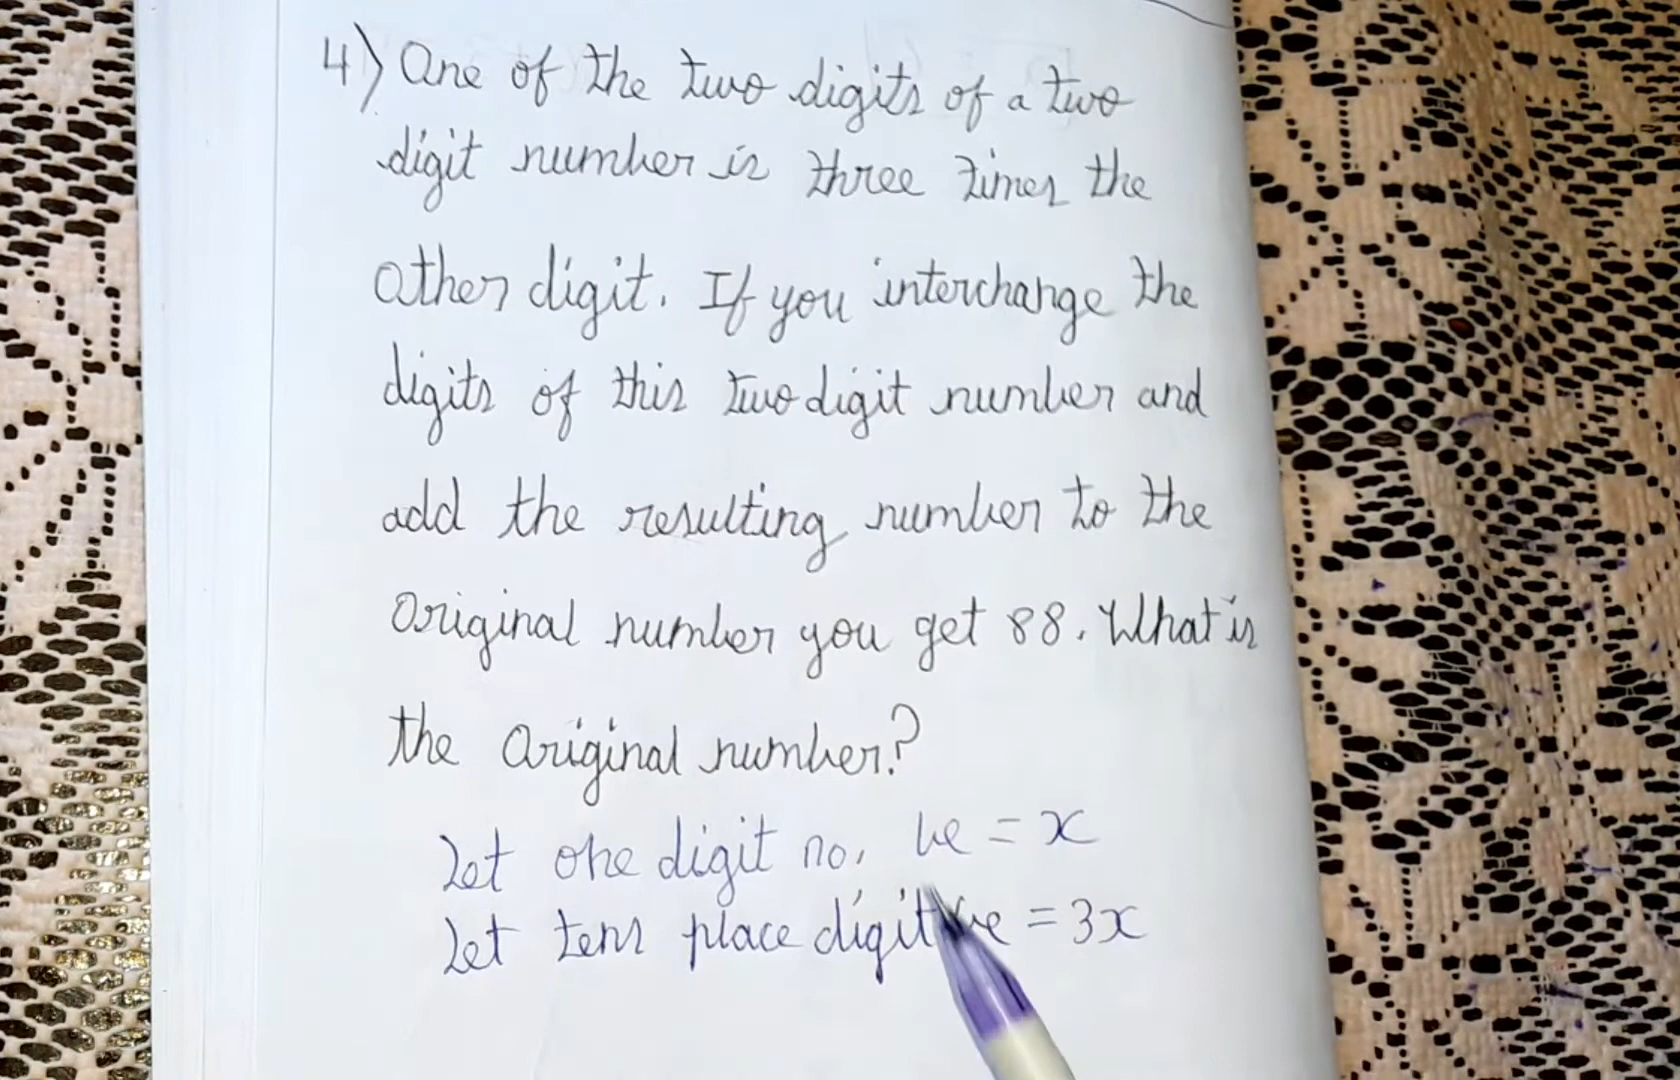 4) One of the two digits of a two
digit number is three times the
other digit. If you interchange the
digits of this two digit number and
add the resulting number to the
original number you get 88. What is
the original number?
Let one digit no. be = x
Let tens place digit be = 3x